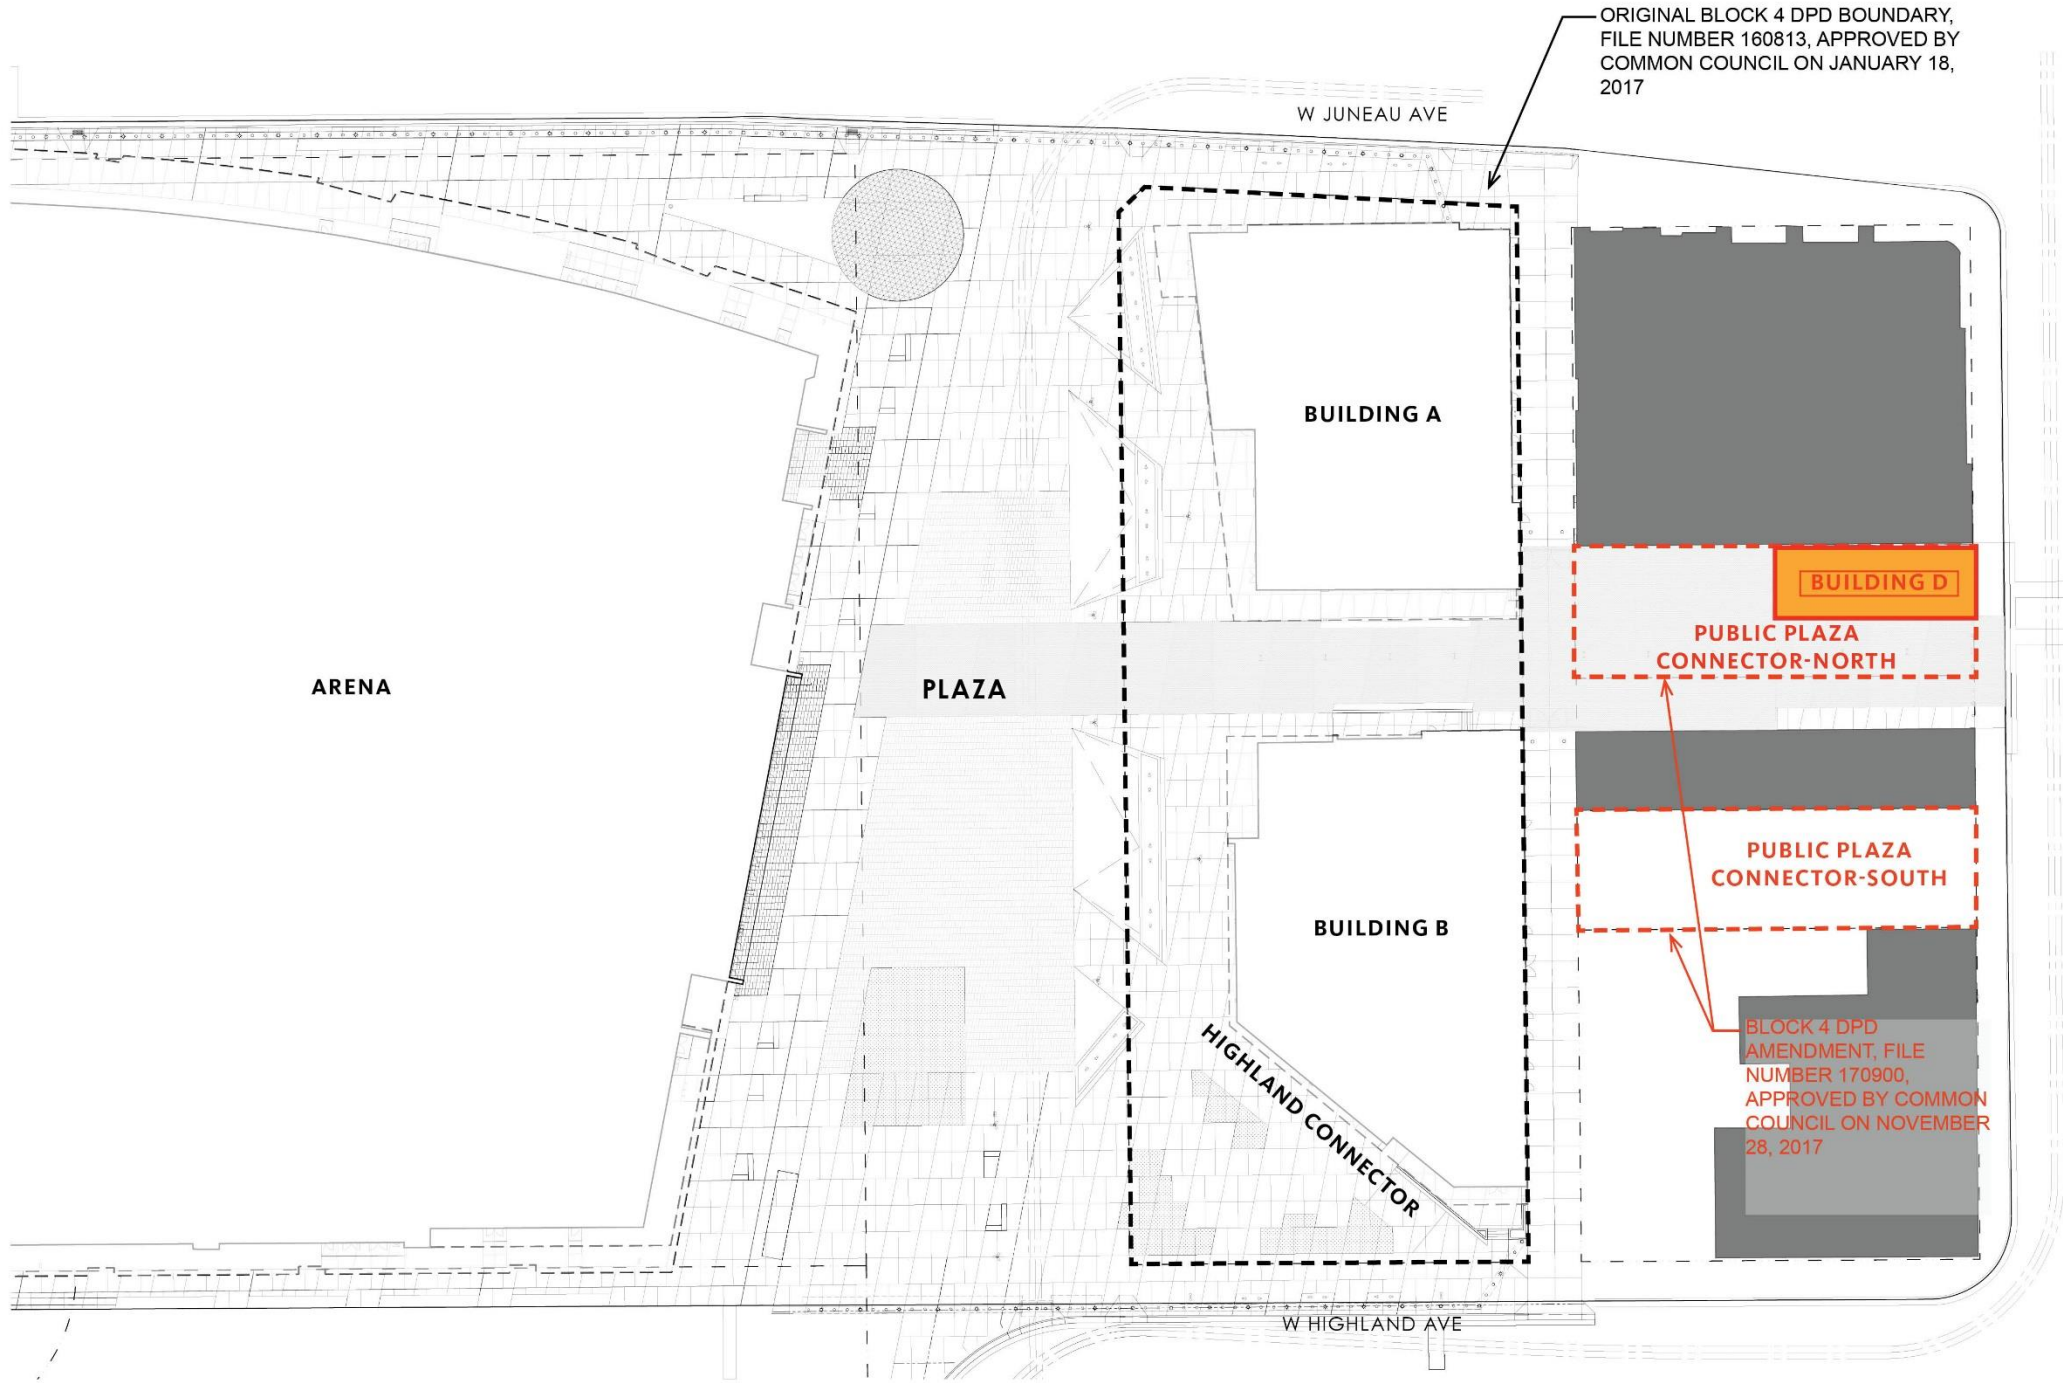 ORIGINAL BLOCK 4 DPD BOUNDARY,
FILE NUMBER 160813, APPROVED BY
COMMON COUNCIL ON JANUARY 18,
2017
W JUNEAU AVE
BUILDING A
BUILDING D
PUBLIC PLAZA
CONNECTOR-NORTH
ARENA
PLAZA
PUBLIC PLAZA
CONNECTOR-SOUTH
BUILDING B
HIGHLAND CONNECTOR
BLOCK 4 DPD
AMENDMENT, FILE
NUMBER 170900,
APPROVED BY COMMON
COUNCIL ON NOVEMBER
28, 2017
W HIGHLAND AVE